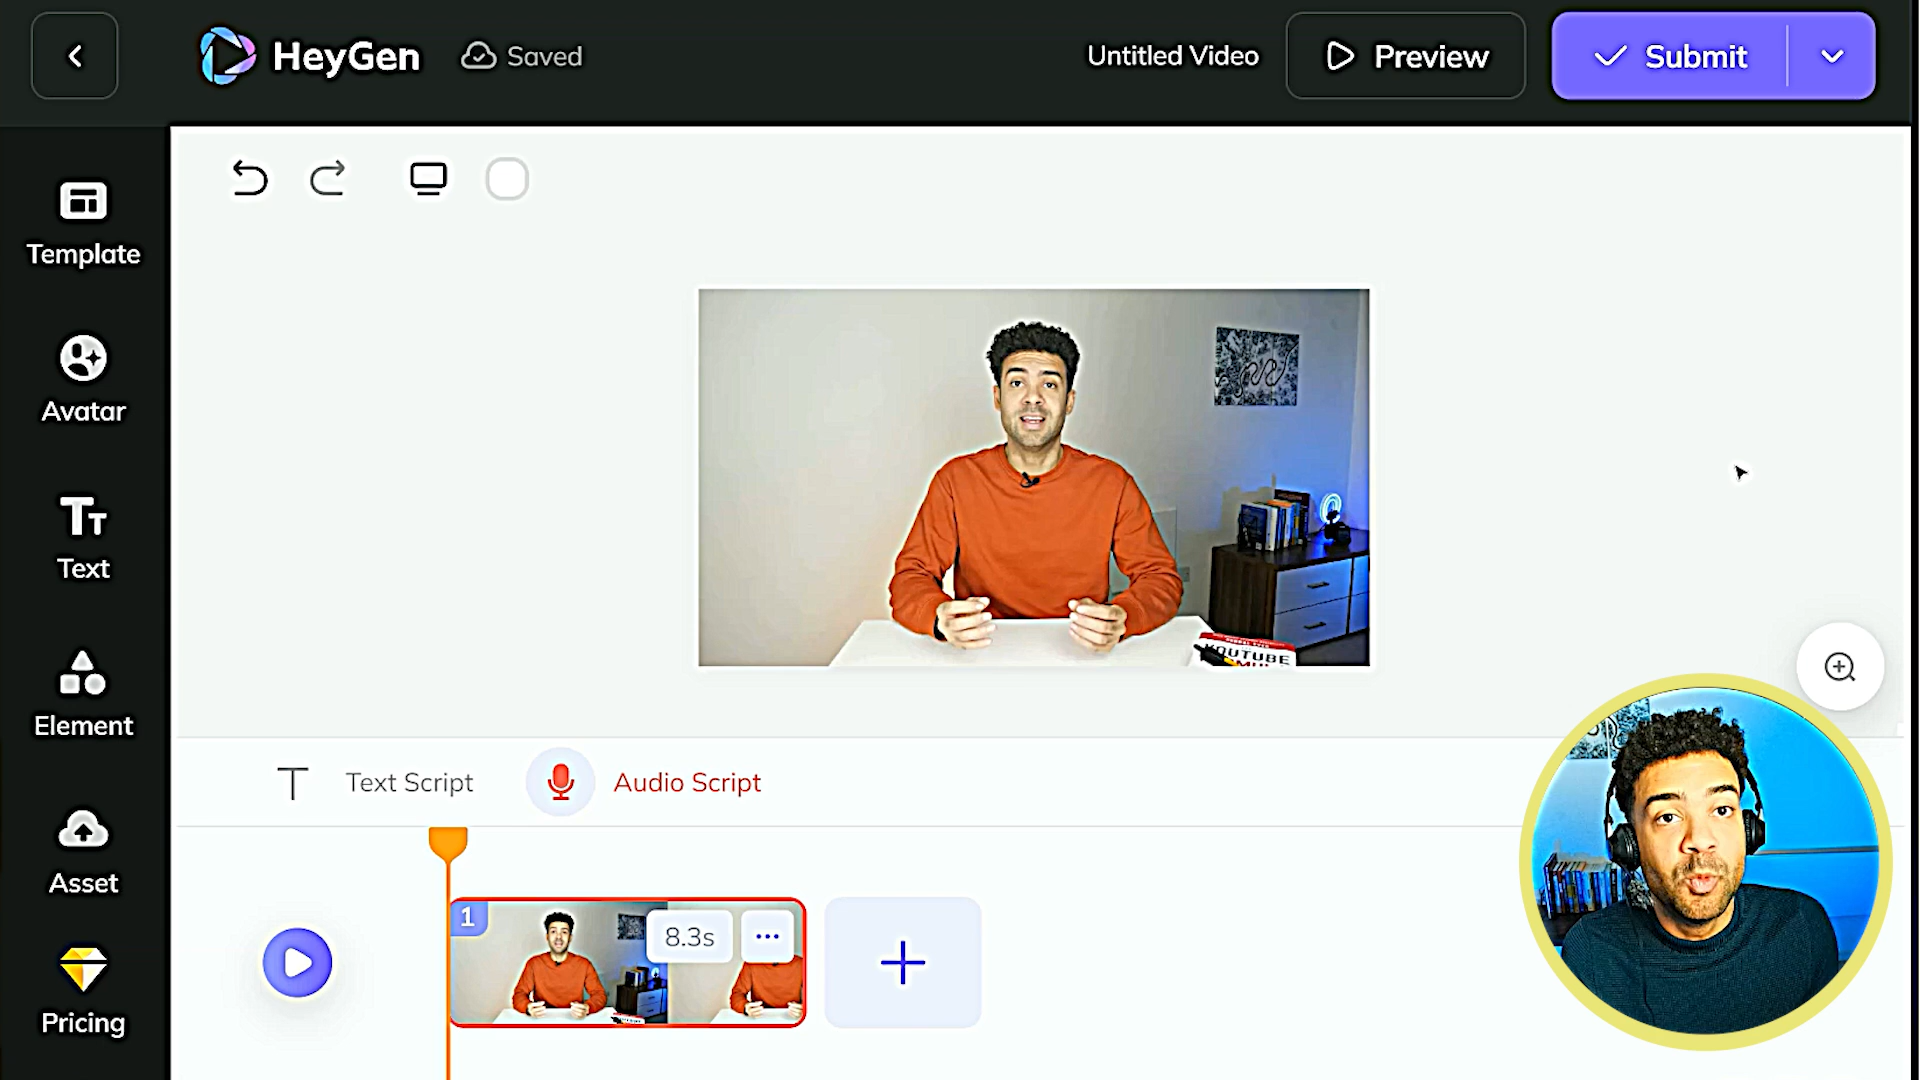 HeyGen
Saved
Untitled Video
Preview
Submit
Template
Avatar
Text
Element
Asset
Pricing
YOUTUBE
Text Script
Audio Script
1
8.3s